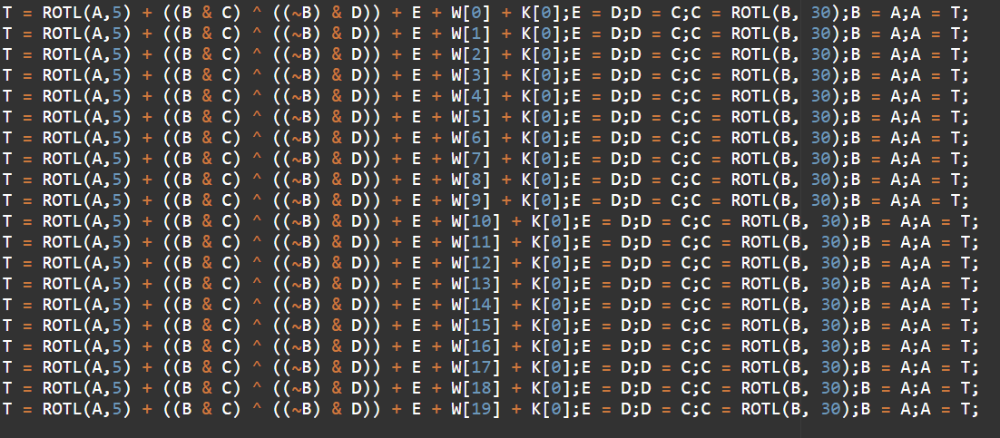 T = ROTL(A,5) + ((B & C) ^ ((~B) & D)) + E + W[0] + K[0];E = D;D = C;C = ROTL(B, 30);B = A;A = T;
T = ROTL(A,5) + ((B & C) ^ ((~B) & D)) + E + W[1] + K[0];E = D;D = C;C = ROTL(B, 30);B = A;A = T;
T = ROTL(A,5) + ((B & C) ^ ((~B) & D)) + E + W[2] + K[0];E = D;D = C;C = ROTL(B, 30);B = A;A = T;
T = ROTL(A,5) + ((B & C) ^ ((~B) & D)) + E + W[3] + K[0];E = D;D = C;C = ROTL(B, 30);B = A;A = T;
T = ROTL(A,5) + ((B & C) ^ ((~B) & D)) + E + W[4] + K[0];E = D;D = C;C = ROTL(B, 30);B = A;A = T;
T = ROTL(A,5) + ((B & C) ^ ((~B) & D)) + E + W[5] + K[0];E = D;D = C;C = ROTL(B, 30);B = A;A = T;
T = ROTL(A,5) + ((B & C) ^ ((~B) & D)) + E + W[6] + K[0];E = D;D = C;C = ROTL(B, 30);B = A;A = T;
T = ROTL(A,5) + ((B & C) ^ ((~B) & D)) + E + W[7] + K[0];E = D;D = C;C = ROTL(B, 30);B = A;A = T;
T = ROTL(A,5) + ((B & C) ^ ((~B) & D)) + E + W[8] + K[0];E = D;D = C;C = ROTL(B, 30);B = A;A = T;
T = ROTL(A,5) + ((B & C) ^ ((~B) & D)) + E + W[9] + K[0];E = D;D = C;C = ROTL(B, 30);B = A;A = T;
T = ROTL(A,5) + ((B & C) ^ ((~B) & D)) + E + W[10] + K[0];E = D;D = C;C = ROTL(B, 30);B = A;A = T;
T = ROTL(A,5) + ((B & C) ^ ((~B) & D)) + E + W[11] + K[0];E = D;D = C;C = ROTL(B, 30);B = A;A = T;
T = ROTL(A,5) + ((B & C) ^ ((~B) & D)) + E + W[12] + K[0];E = D;D = C;C = ROTL(B, 30);B = A;A = T;
T = ROTL(A,5) + ((B & C) ^ ((~B) & D)) + E + W[13] + K[0];E = D;D = C;C = ROTL(B, 30);B = A;A = T;
T = ROTL(A,5) + ((B & C) ^ ((~B) & D)) + E + W[14] + K[0];E = D;D = C;C = ROTL(B, 30);B = A;A = T;
T = ROTL(A,5) + ((B & C) ^ ((~B) & D)) + E + W[15] + K[0];E = D;D = C;C = ROTL(B, 30);B = A;A = T;
T = ROTL(A,5) + ((B & C) ^ ((~B) & D)) + E + W[16] + K[0];E = D;D = C;C = ROTL(B, 30);B = A;A = T;
T = ROTL(A,5) + ((B & C) ^ ((~B) & D)) + E + W[17] + K[0];E = D;D = C;C = ROTL(B, 30);B = A;A = T;
T = ROTL(A,5) + ((B & C) ^ ((~B) & D)) + E + W[18] + K[0];E = D;D = C;C = ROTL(B, 30);B = A;A = T;
T = ROTL(A,5) + ((B & C) ^ ((~B) & D)) + E + W[19] + K[0];E = D;D = C;C = ROTL(B, 30);B = A;A = T;